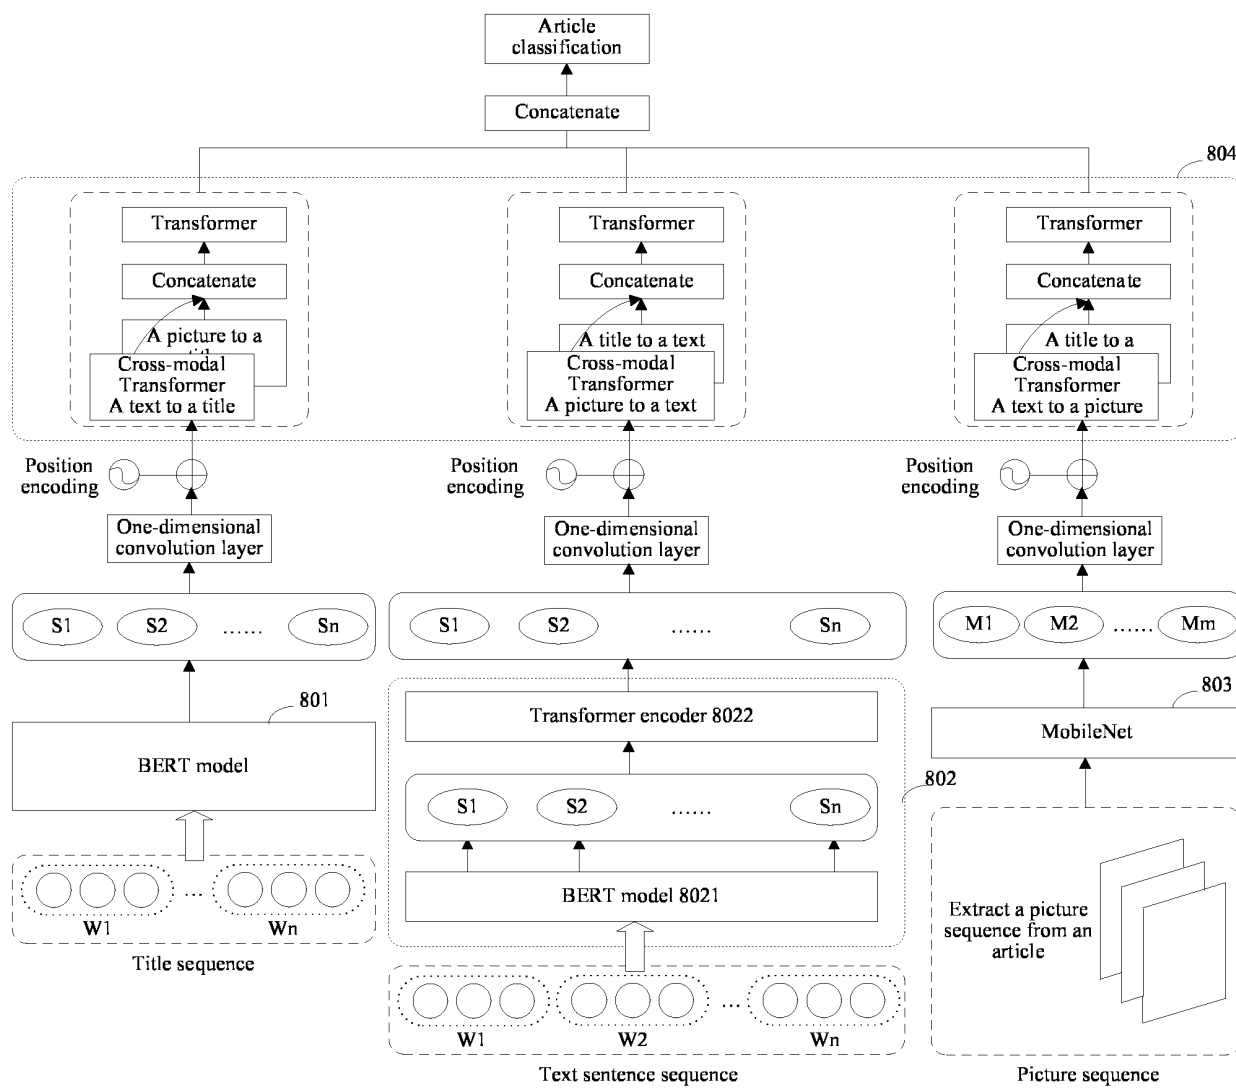 Article
classification
Concatenate
804
Transformer
Concatenate
A picture to a
Cross-modal
Transformer
A text to a title
Transformer
Concatenate
A title to a text
Cross-modal
Transformer
A picture to a text
Transformer
Concatenate
A title to a
Cross-modal
Transformer
A text to a picture
Position
encoding
Position
encoding
Position
encoding
One-dimensional
convolution layer
One-dimensional
convolution layer
One-dimensional
convolution layer
S1 S2 ...... Sn
S1 S2 ...... Sn
M1 M2 ...... Mm
801
BERT model
Transformer encoder 8022
803
MobileNet
802
S1 S2 ...... Sn
BERT model 8021
...
W1 Wn
Title sequence
...
W1 W2 Wn
Text sentence sequence
Extract a picture
sequence from an
article
Picture sequence